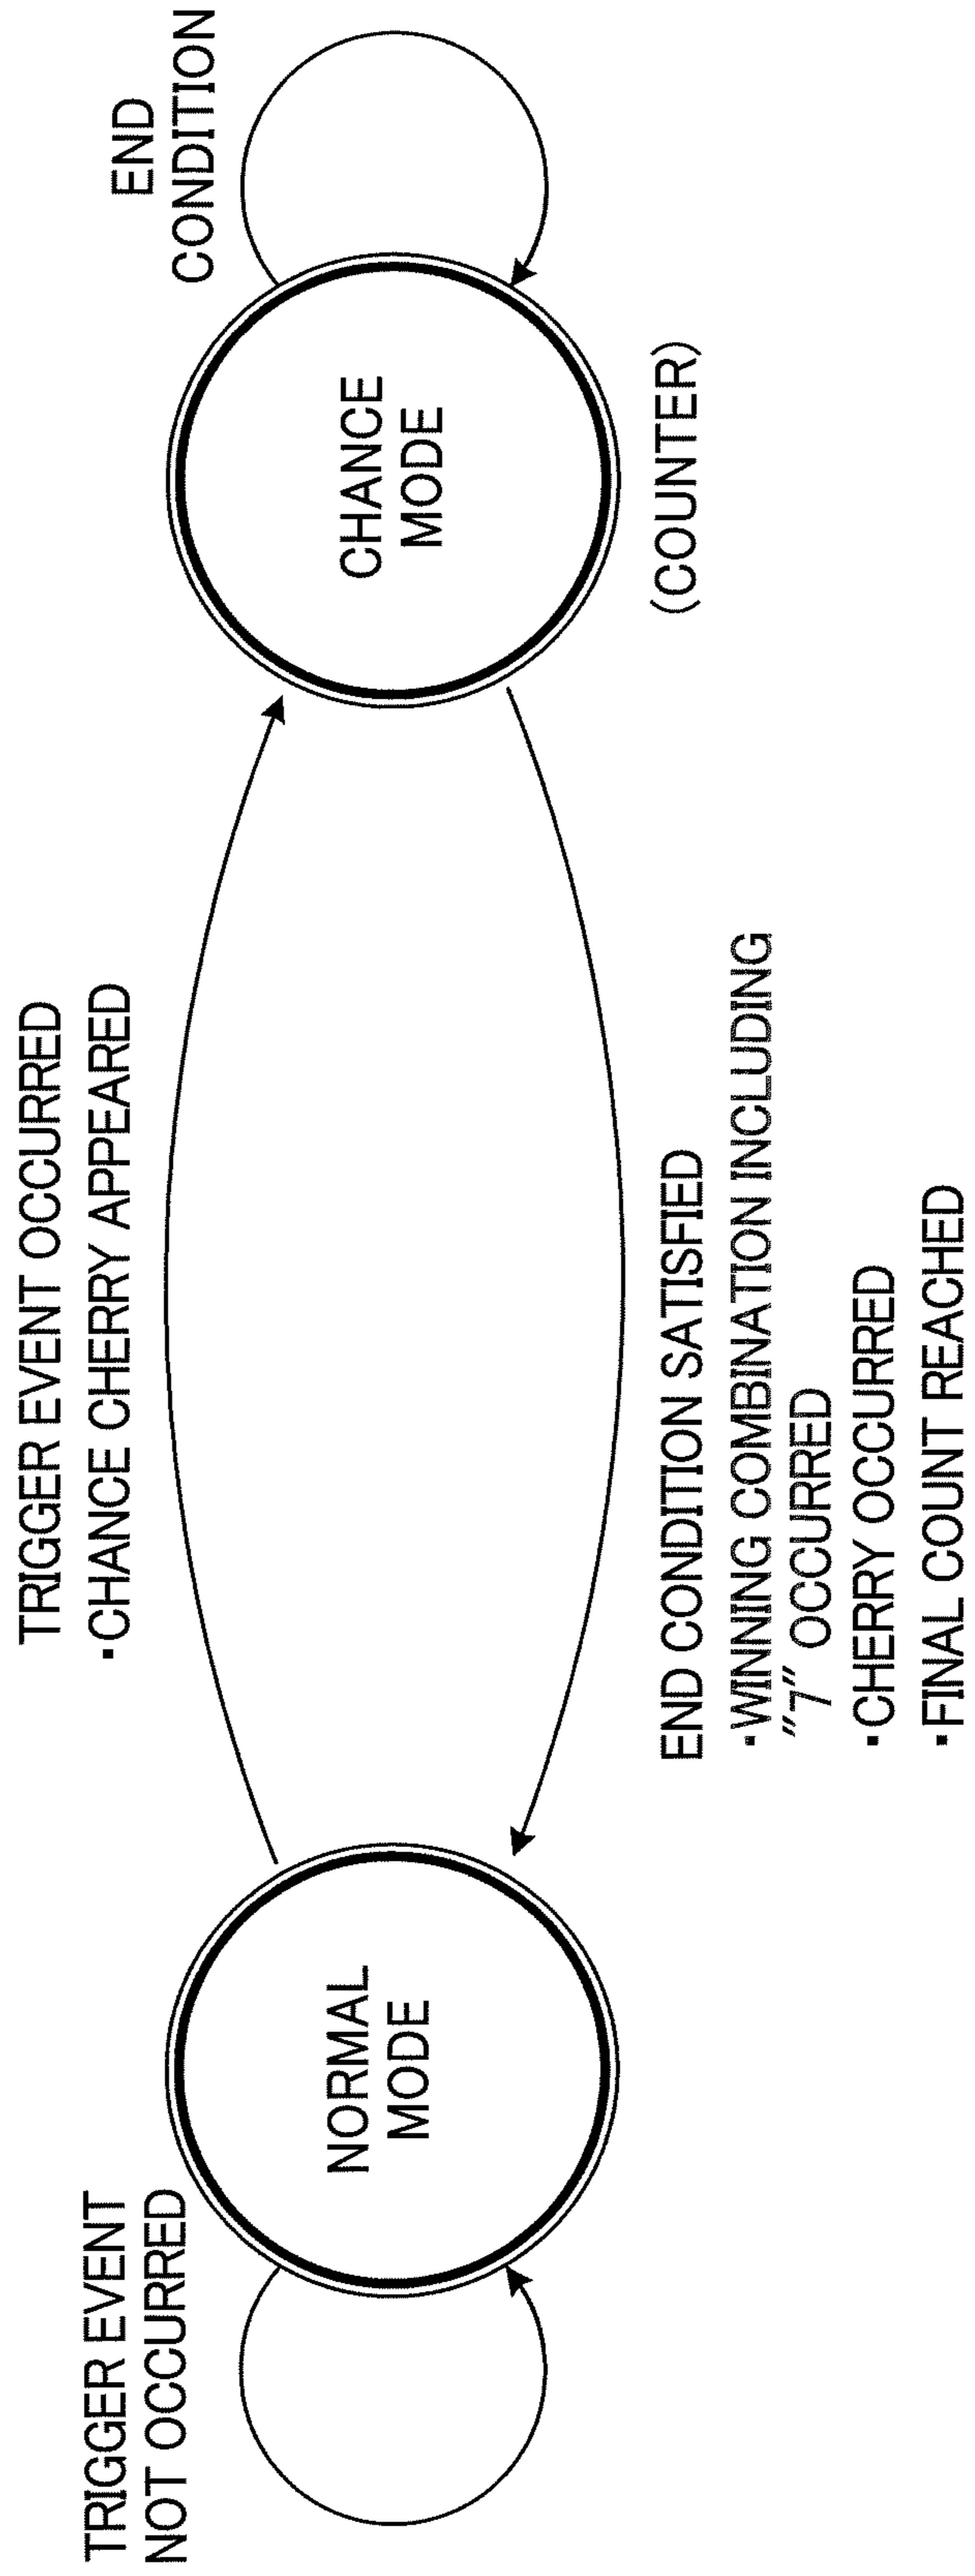 TRIGGER EVENT
NOT OCCURRED
NORMAL
MODE
TRIGGER EVENT OCCURRED
・CHANCE CHERRY APPEARED
END CONDITION SATISFIED
・WINNING COMBINATION INCLUDING
"7" OCCURRED
・CHERRY OCCURRED
・FINAL COUNT REACHED
CHANCE
MODE
(COUNTER)
END
CONDITION